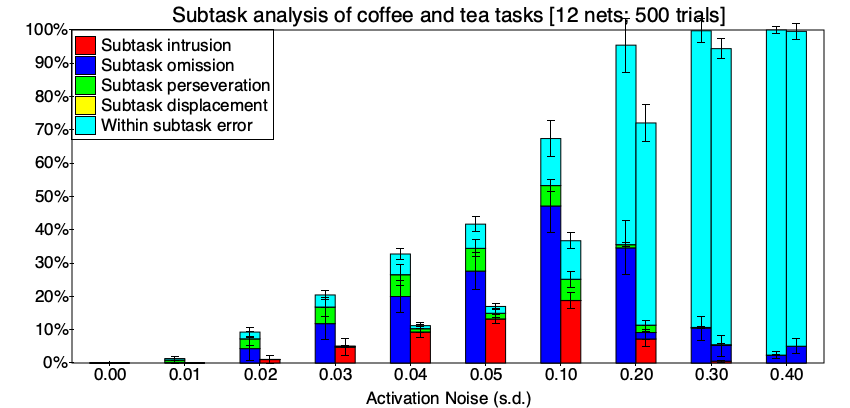 Subtask analysis of coffee and tea tasks [12 nets; 500 trials]
100%
90%
80%
70%
60%
50%
40%
30%
20%
10%
0%
Subtask intrusion
Subtask omission
Subtask perseveration
Subtask displacement
Within subtask error
0.00 0.01 0.02 0.03 0.04 0.05 0.10 0.20 0.30 0.40
Activation Noise (s.d.)